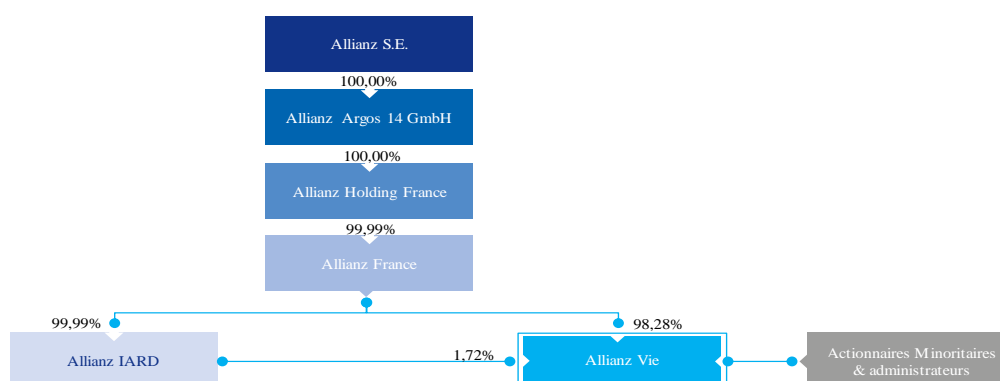 Allianz S.E.
100,00%
Allianz Argos 14 GmbH
100,00%
Allianz Holding France
99,99%
Allianz France
99,99%
98,28%
Allianz IARD
1,72%
Allianz Vie
Actionnaires Minoritaires
& administrateurs